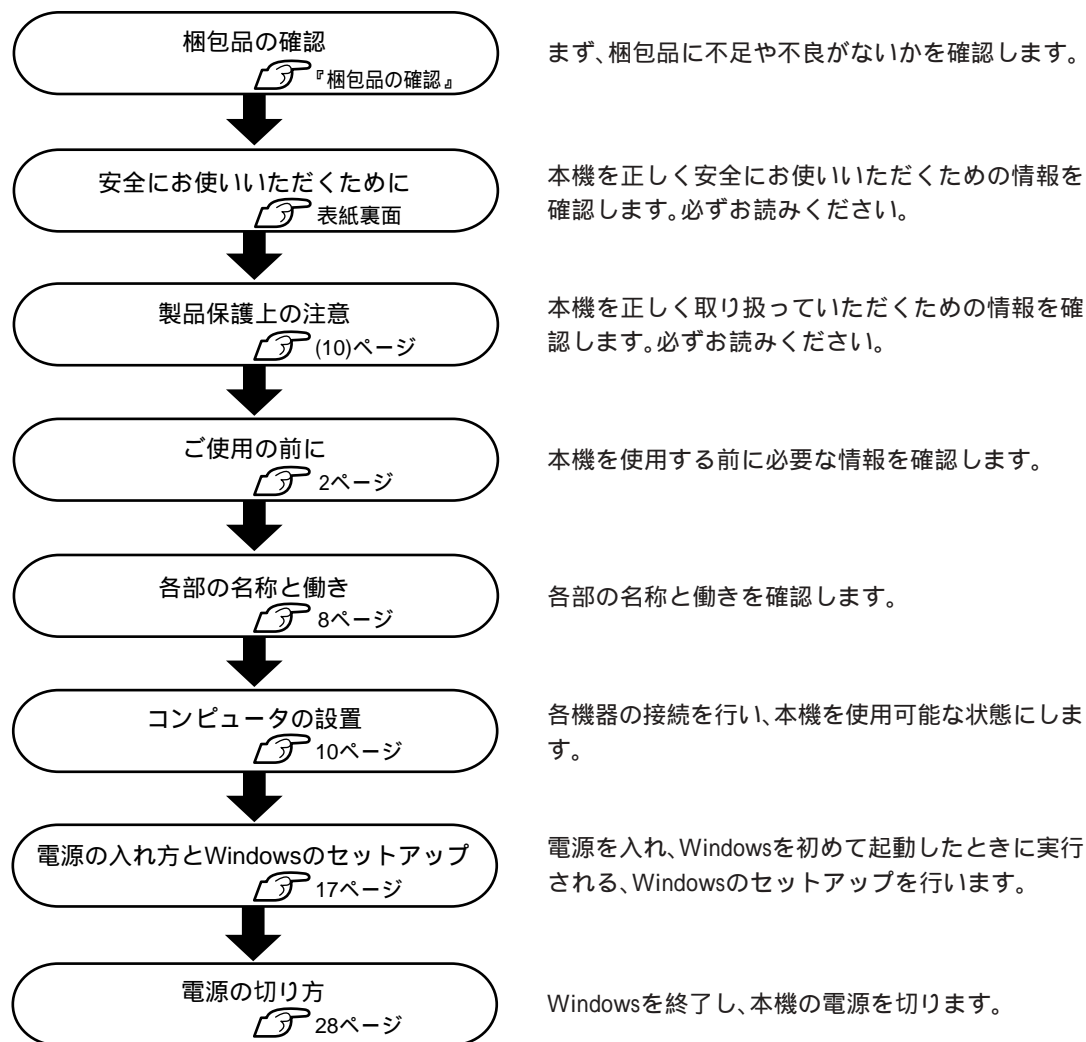 梱包品の確認
『梱包品の確認』
まず、梱包品に不足や不良がないかを確認します。
安全にお使いいただくために
表紙裏面
本機を正しく安全にお使いいただくための情報を
確認します。必ずお読みください。
製品保護上の注意
(10)ページ
本機を正しく取り扱っていただくための情報を確
認します。必ずお読みください。
ご使用の前に
2ページ
本機を使用する前に必要な情報を確認します。
各部の名称と働き
8ページ
各部の名称と働きを確認します。
コンピュータの設置
10ページ
各機器の接続を行い、本機を使用可能な状態にしま
す。
電源の入れ方とWindowsのセットアップ
17ページ
電源を入れ、Windowsを初めて起動したときに実行
される、Windowsのセットアップを行います。
電源の切り方
28ページ
Windowsを終了し、本機の電源を切ります。